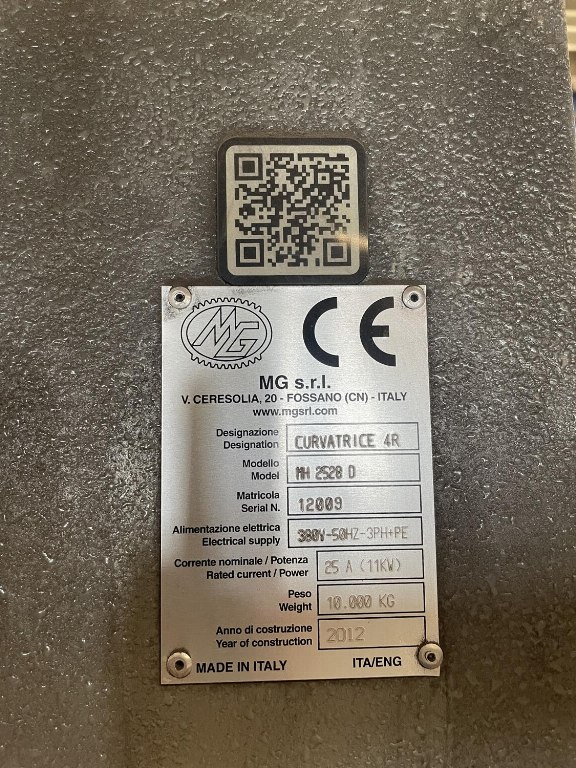 MG
CE
MG s.r.l.
V. CERESOLIA, 20 - FOSSANO (CN) - ITALY
www.mgsrl.com
Designazione
Designation
CURVATRICE 4R
Modello
Model
MH 2528 D
Matricola
Serial N.
12009
Alimentazione elettrica
Electrical supply
380V-50HZ-3PH+PE
Corrente nominale / Potenza
Rated current / Power
25 A (11KW)
Peso
Weight
10.000 KG
Anno di costruzione
Year of construction
2012
MADE IN ITALY
ITA/ENG